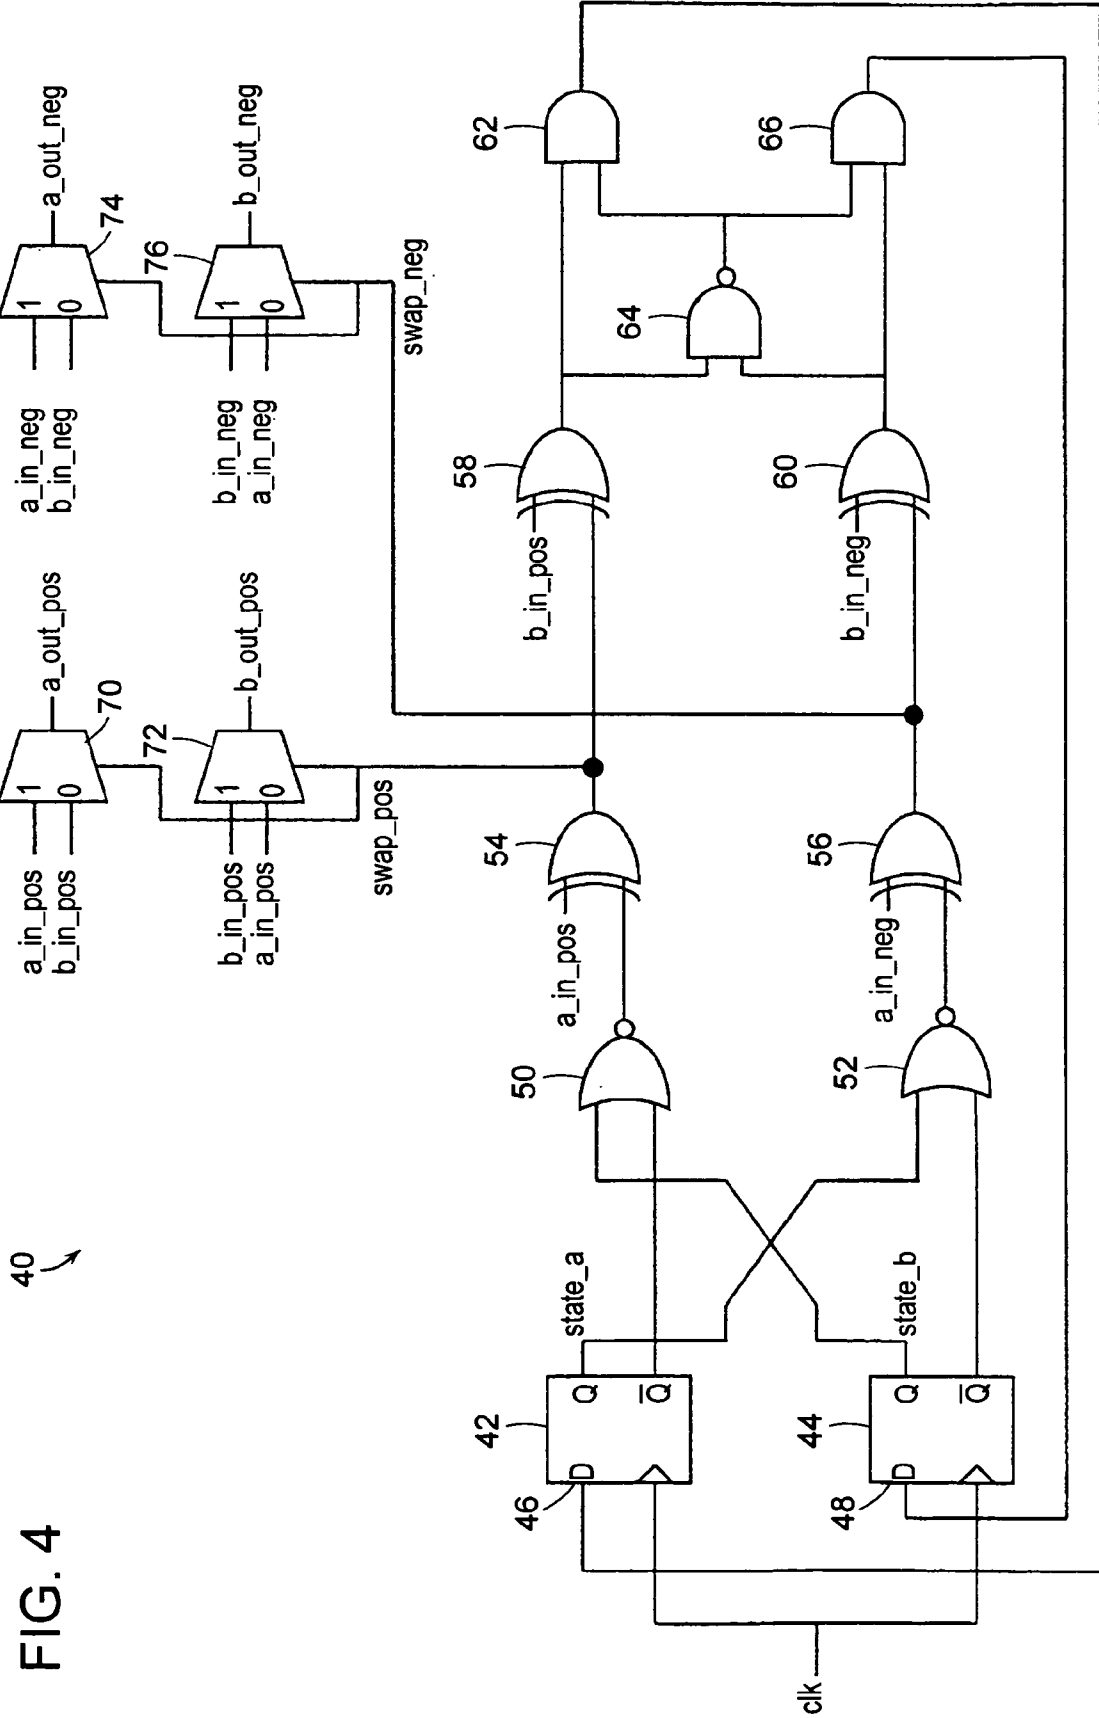 FIG. 4
40
a_in_pos
b_in_pos
1
0
a_out_pos
70
b_in_pos
a_in_pos
1
0
72
b_out_pos
swap_pos
a_in_neg
b_in_neg
1
0
a_out_neg
74
b_in_neg
a_in_neg
1
0
76
b_out_neg
swap_neg
clk
46
D
Q
Q̅
42
state_a
48
D
Q
Q̅
44
state_b
50
52
a_in_pos
54
a_in_neg
56
b_in_pos
58
b_in_neg
60
64
62
66